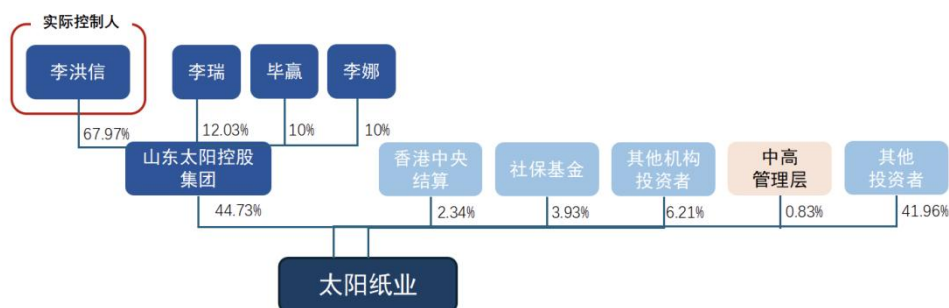 实际控制人
李洪信
李瑞
毕赢
李娜
67.97%
12.03%
10%
10%
山东太阳控股
集团
香港中央
结算
社保基金
其他机构
投资者
中高
管理层
其他
投资者
44.73%
2.34%
3.93%
6.21%
0.83%
41.96%
太阳纸业